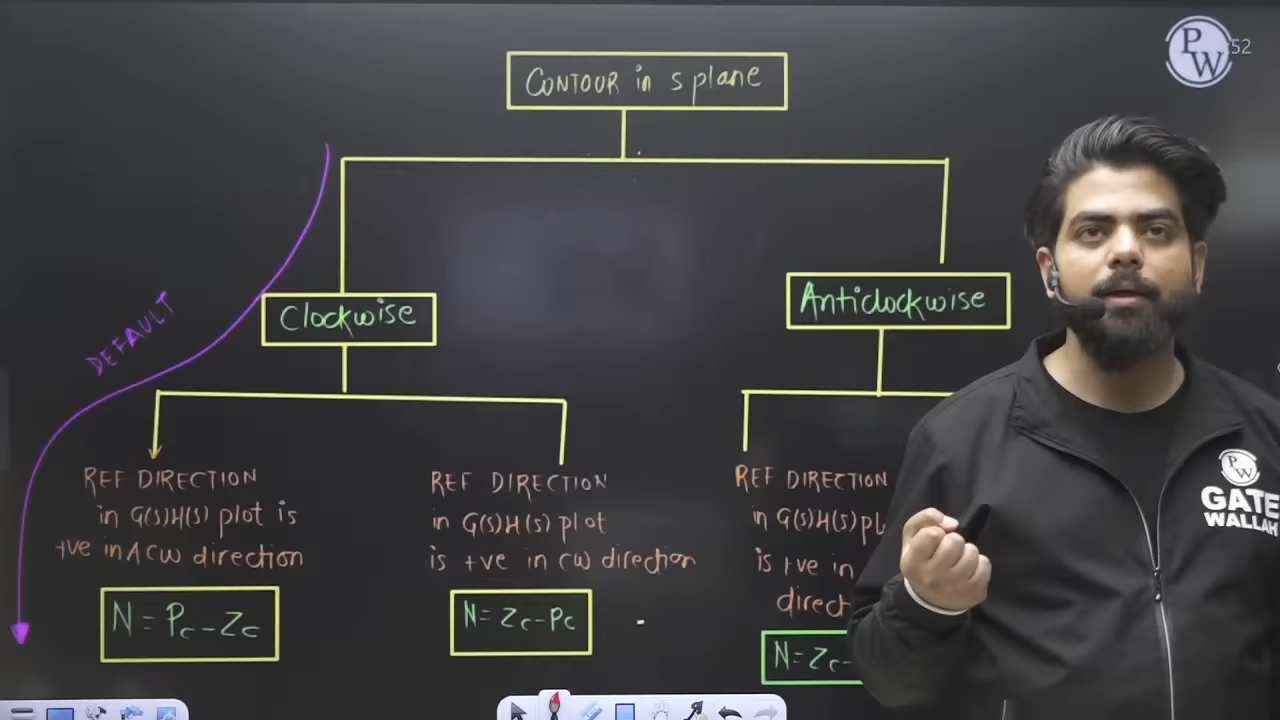 PW
52
CONTOUR in s plane
DEFAULT
Clockwise
Anticlockwise
REF DIRECTION
in G(s)H(s) plot is
+ve in ACW direction
N = Pc - Zc
REF DIRECTION
in G(s)H(s) plot
is +ve in CW direction
N = Zc - Pc
REF DIRECTION
in G(s)H(s) pl
is +ve in
direct
N = Zc -
PW
GATE
WALLAH